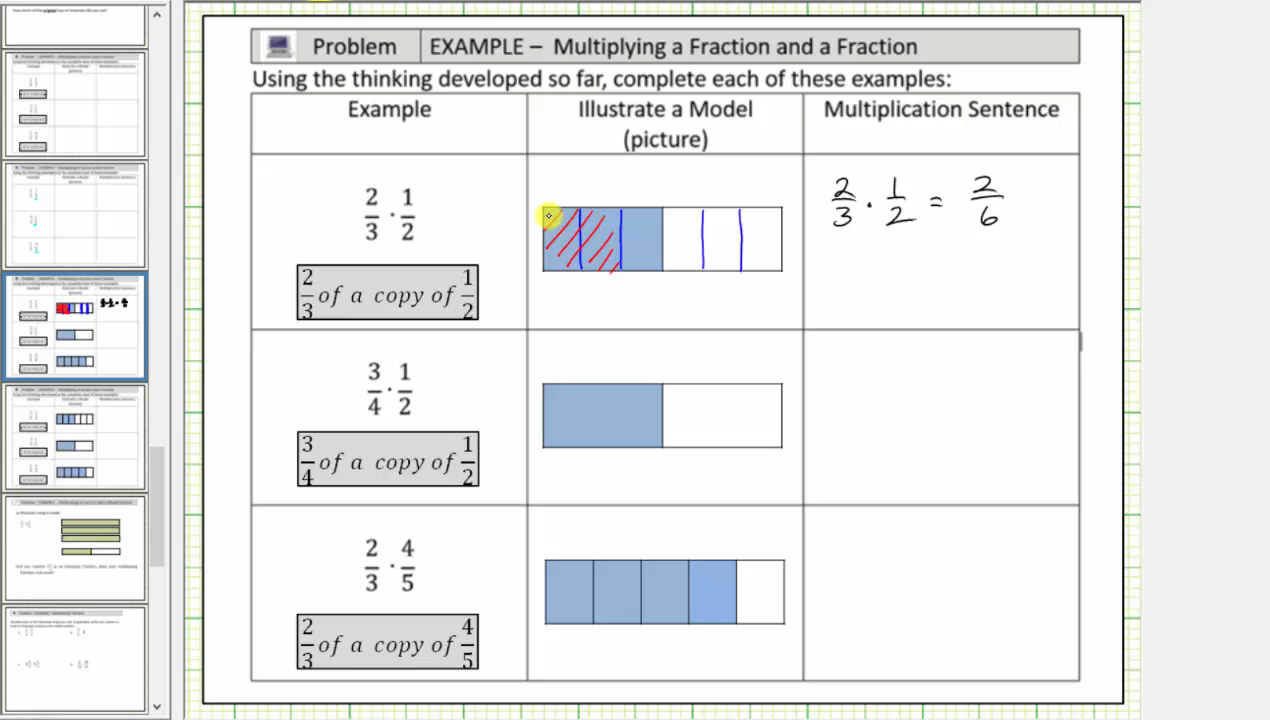 Problem EXAMPLE – Multiplying a Fraction and a Fraction
Using the thinking developed so far, complete each of these examples:
Example Illustrate a Model Multiplication Sentence
(picture)
2/3 · 1/2
2/3 of a copy of 1/2
2/3 · 1/2 = 2/6
3/4 · 1/2
3/4 of a copy of 1/2
2/3 · 4/5
2/3 of a copy of 4/5